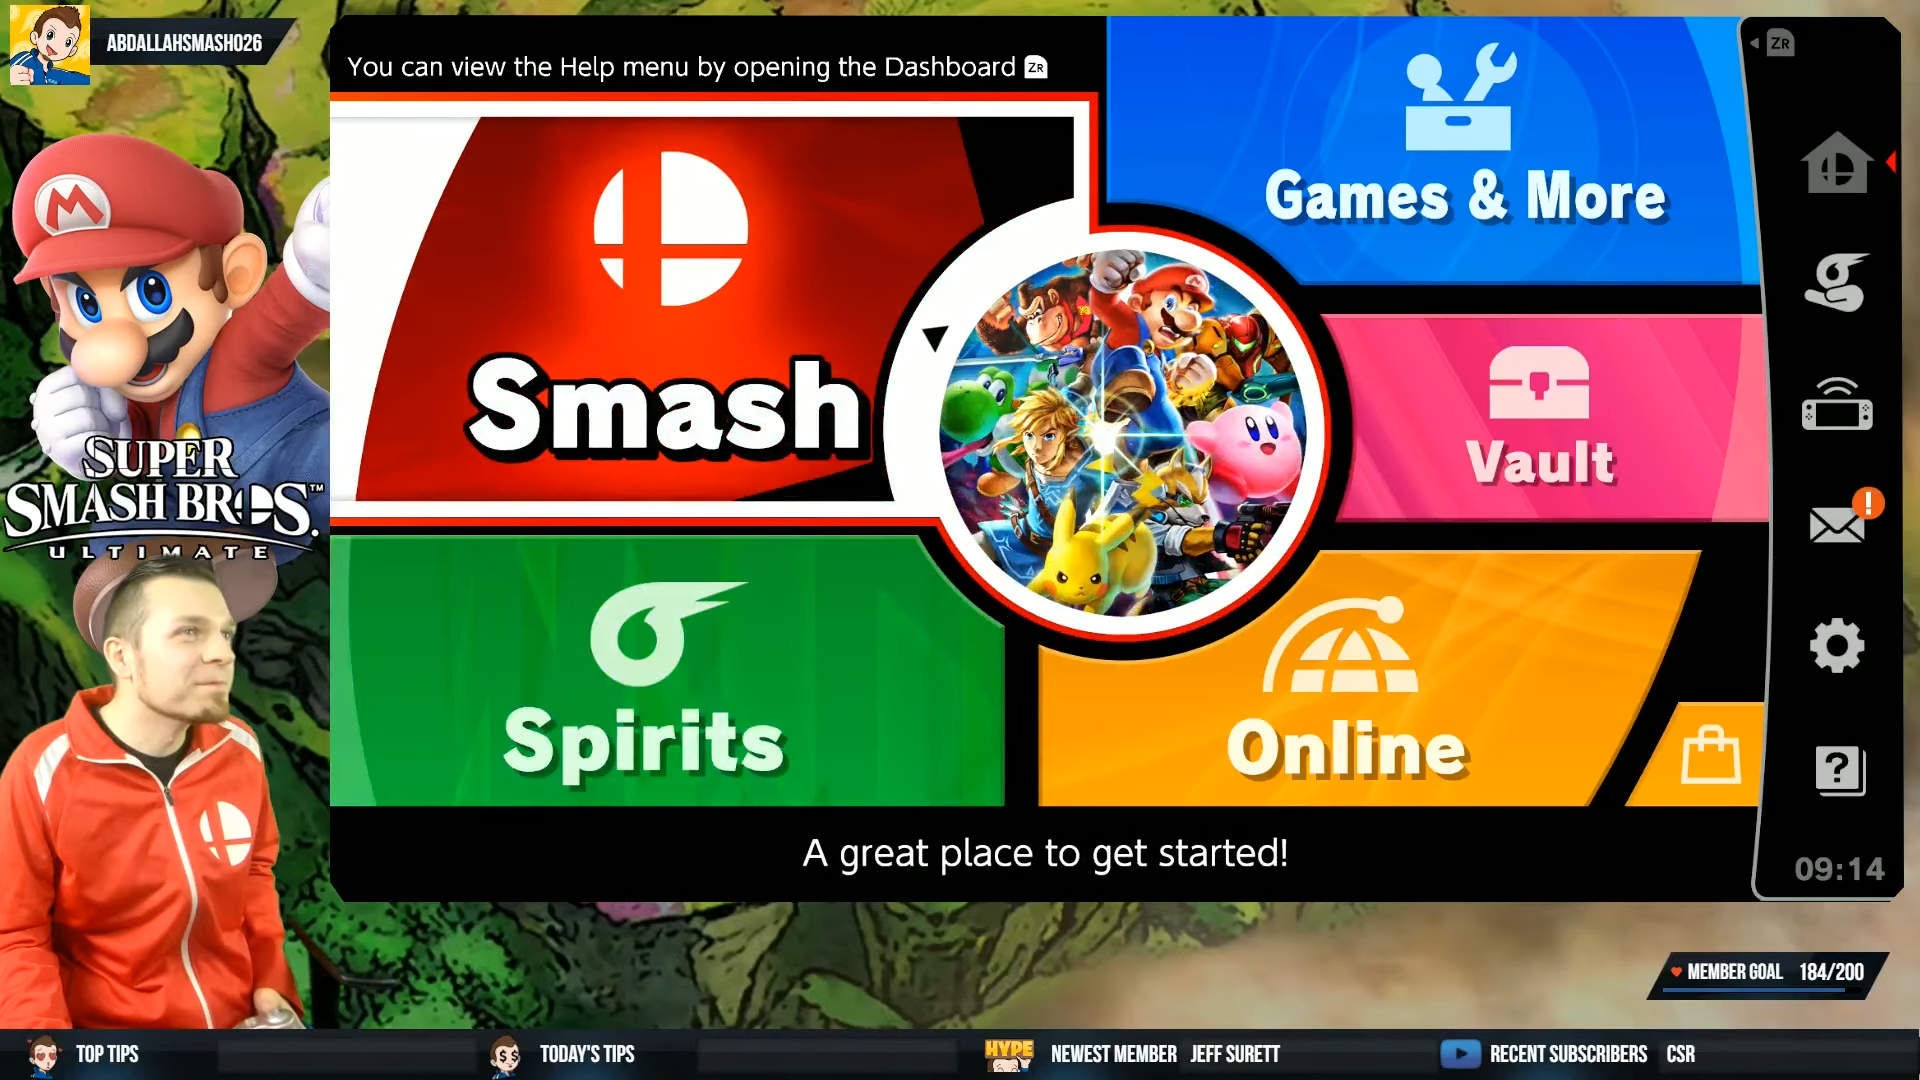 ABDALLAHSMASH026
You can view the Help menu by opening the Dashboard ZR
ZR
Games & More
Smash
Vault
SUPER
SMASH BROS.™
ULTIMATE
Spirits
Online
A great place to get started!
09:14
MEMBER GOAL 184/200
TOP TIPS
TODAY'S TIPS
HYPE
NEWEST MEMBER JEFF SURETT
RECENT SUBSCRIBERS CSR